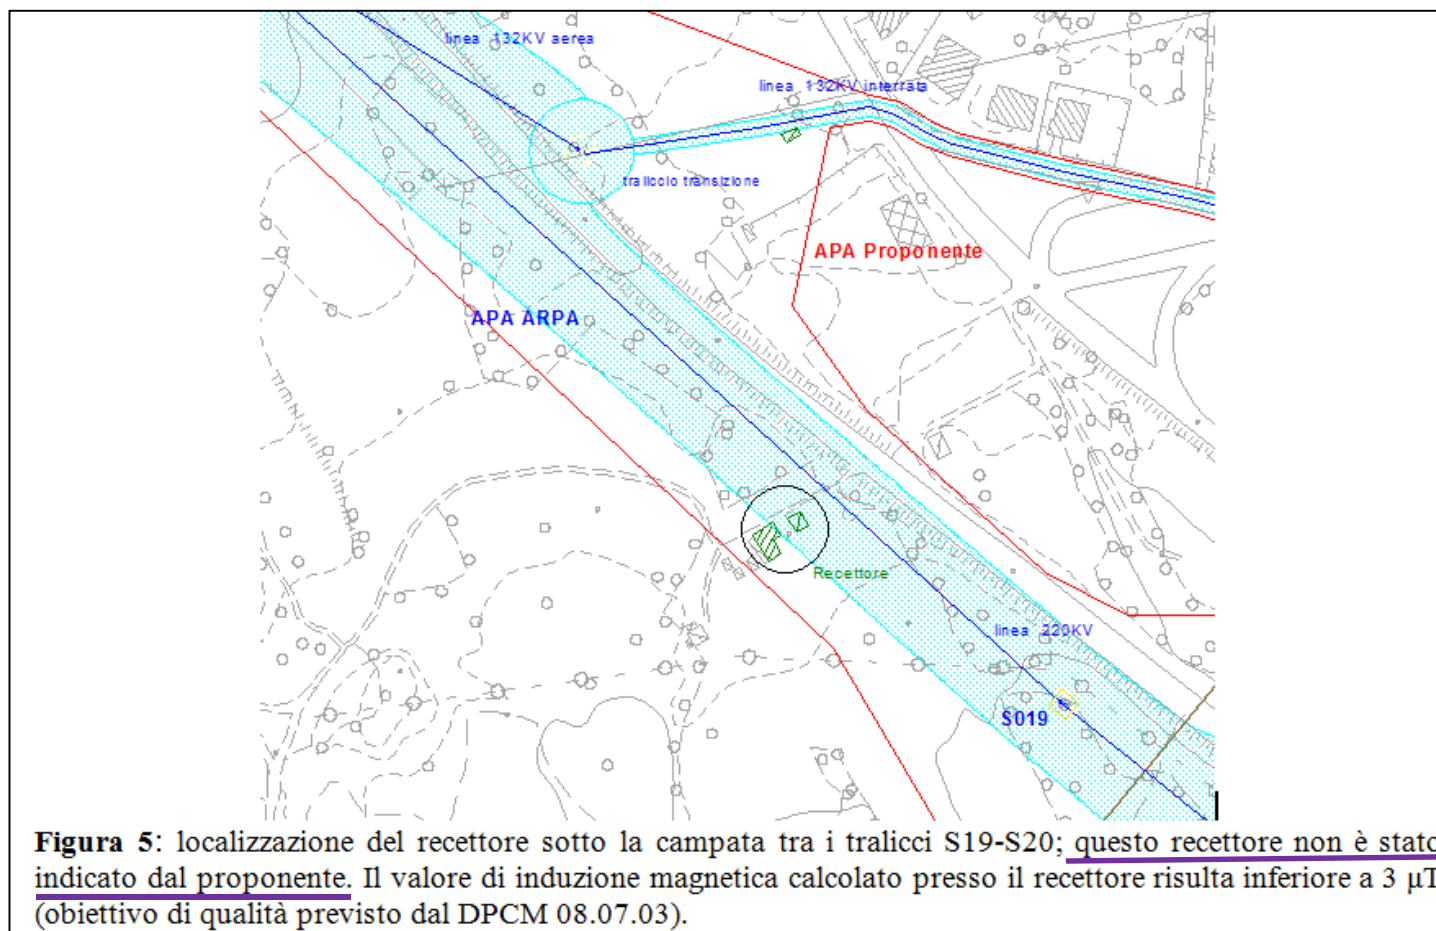 linea 132KV aerea
linea 132KV interrata
traliccio transizione
APA Proponente
APA ARPA
Recettore
linea 220KV
S019
Figura 5: localizzazione del recettore sotto la campata tra i tralicci S19-S20; questo recettore non è stato
indicato dal proponente. Il valore di induzione magnetica calcolato presso il recettore risulta inferiore a 3 µT
(obiettivo di qualità previsto dal DPCM 08.07.03).